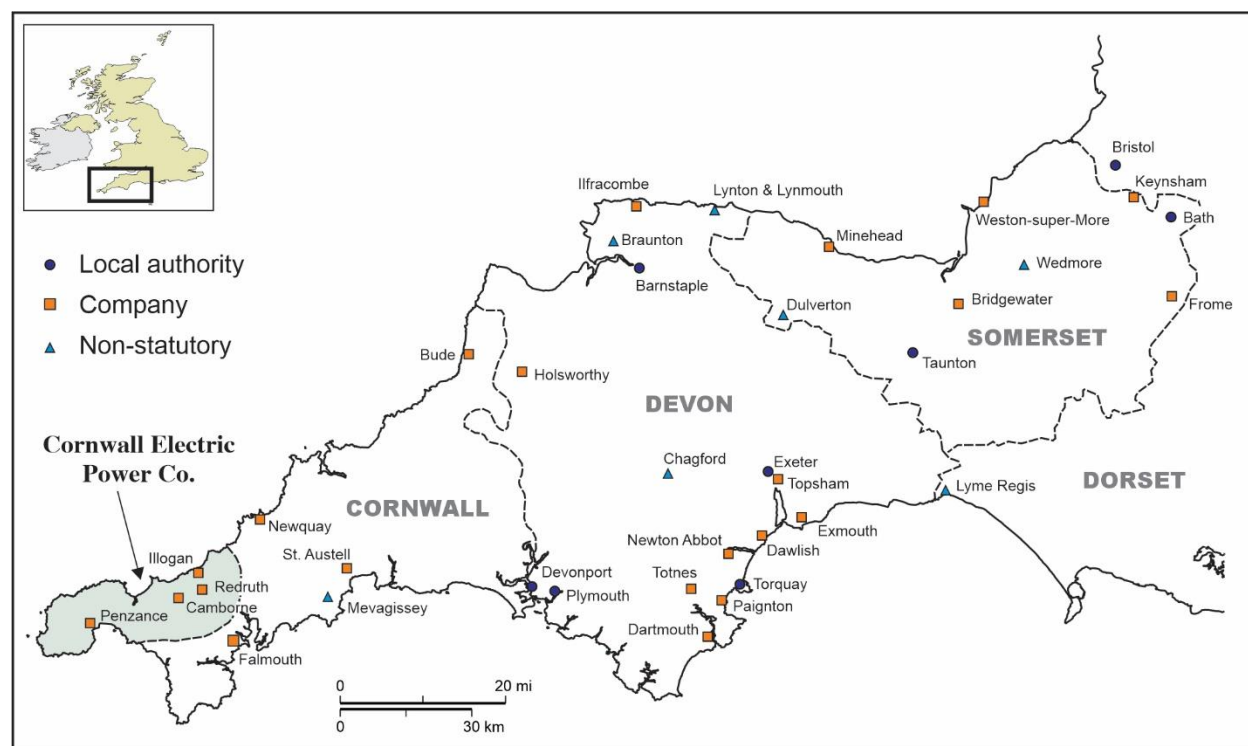 Bristol
Keynsham
Ilfracombe
Lynton & Lynmouth
Weston-super-More
Bath
Minehead
Braunton
Wedmore
Local authority
Barnstaple
Company
Dulverton
Bridgewater
Frome
Non-statutory
SOMERSET
Bude
Taunton
Holsworthy
DEVON
Cornwall Electric
Power Co.
Chagford
Exeter
Topsham
Lyme Regis
DORSET
CORNWALL
Newquay
Exmouth
Newton Abbot
Dawlish
Illogan
St. Austell
Devonport
Totnes
Torquay
Redruth
Plymouth
Camborne
Mevagissey
Paignton
Penzance
Dartmouth
Falmouth
0 20 mi
0 30 km